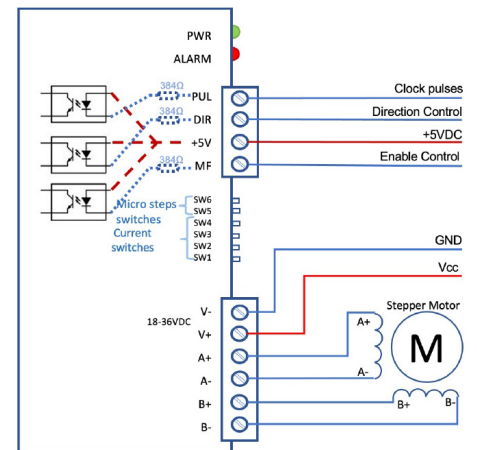 PWR
ALARM
384Ω
PUL
Clock pulses
384Ω
DIR
Direction Control
+5V
+5VDC
384Ω
MF
Enable Control
Micro steps
switches
Current
switches
SW6
SW5
SW4
SW3
SW2
SW1
GND
Vcc
18-36VDC
V-
V+
A+
A-
B+
B-
Stepper Motor
A+
A-
M
B+
B-